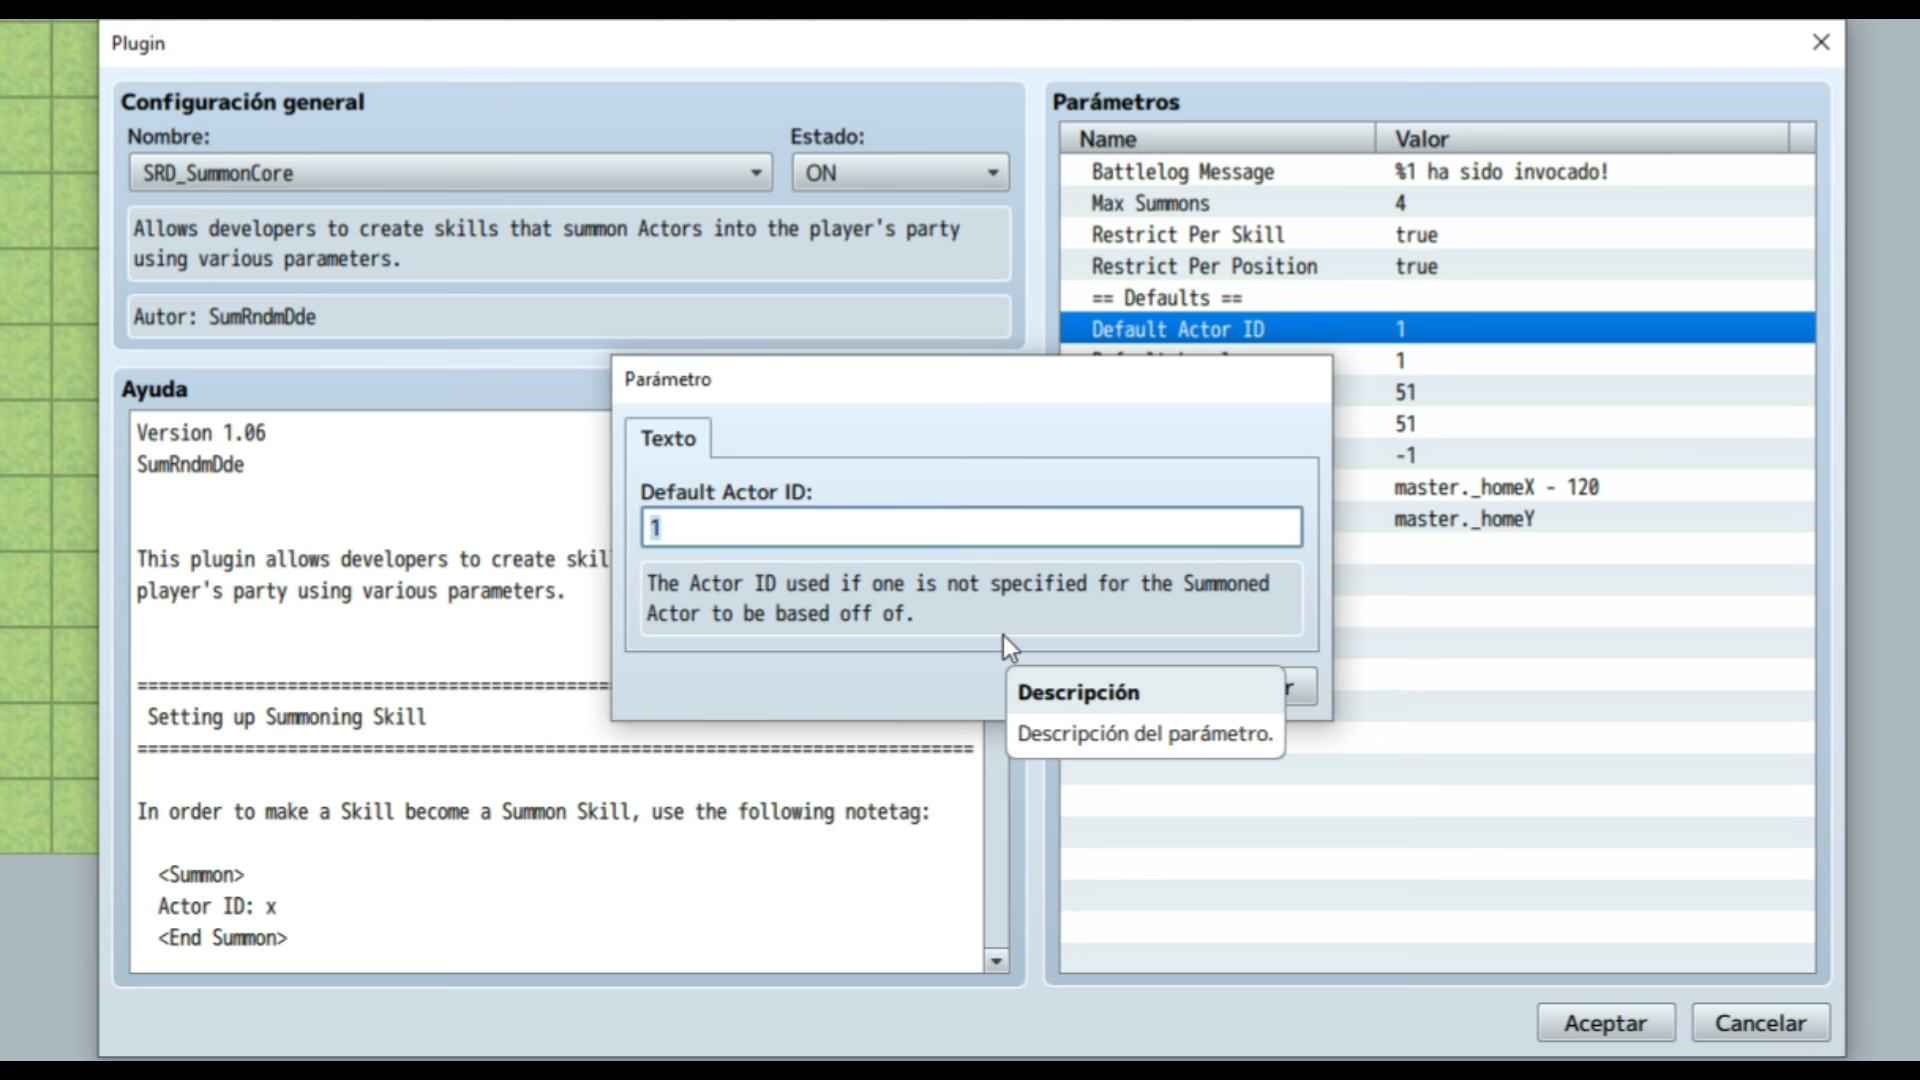 Plugin
Configuración general
Nombre:
Estado:
SRD_SummonCore
ON
Allows developers to create skills that summon Actors into the player's party
using various parameters.
Autor: SumRndmDde
Ayuda
Version 1.06
SumRndmDde
This plugin allows developers to create skil
player's party using various parameters.
==============================================
Setting up Summoning Skill
==============================================================================
In order to make a Skill become a Summon Skill, use the following notetag:
<Summon>
Actor ID: x
<End Summon>
Parámetros
Name Valor
Battlelog Message %1 ha sido invocado!
Max Summons 4
Restrict Per Skill true
Restrict Per Position true
== Defaults ==
Default Actor ID 1
1
51
51
-1
master._homeX - 120
master._homeY
Parámetro
Texto
Default Actor ID:
1
The Actor ID used if one is not specified for the Summoned
Actor to be based off of.
r
Descripción
Descripción del parámetro.
Aceptar
Cancelar